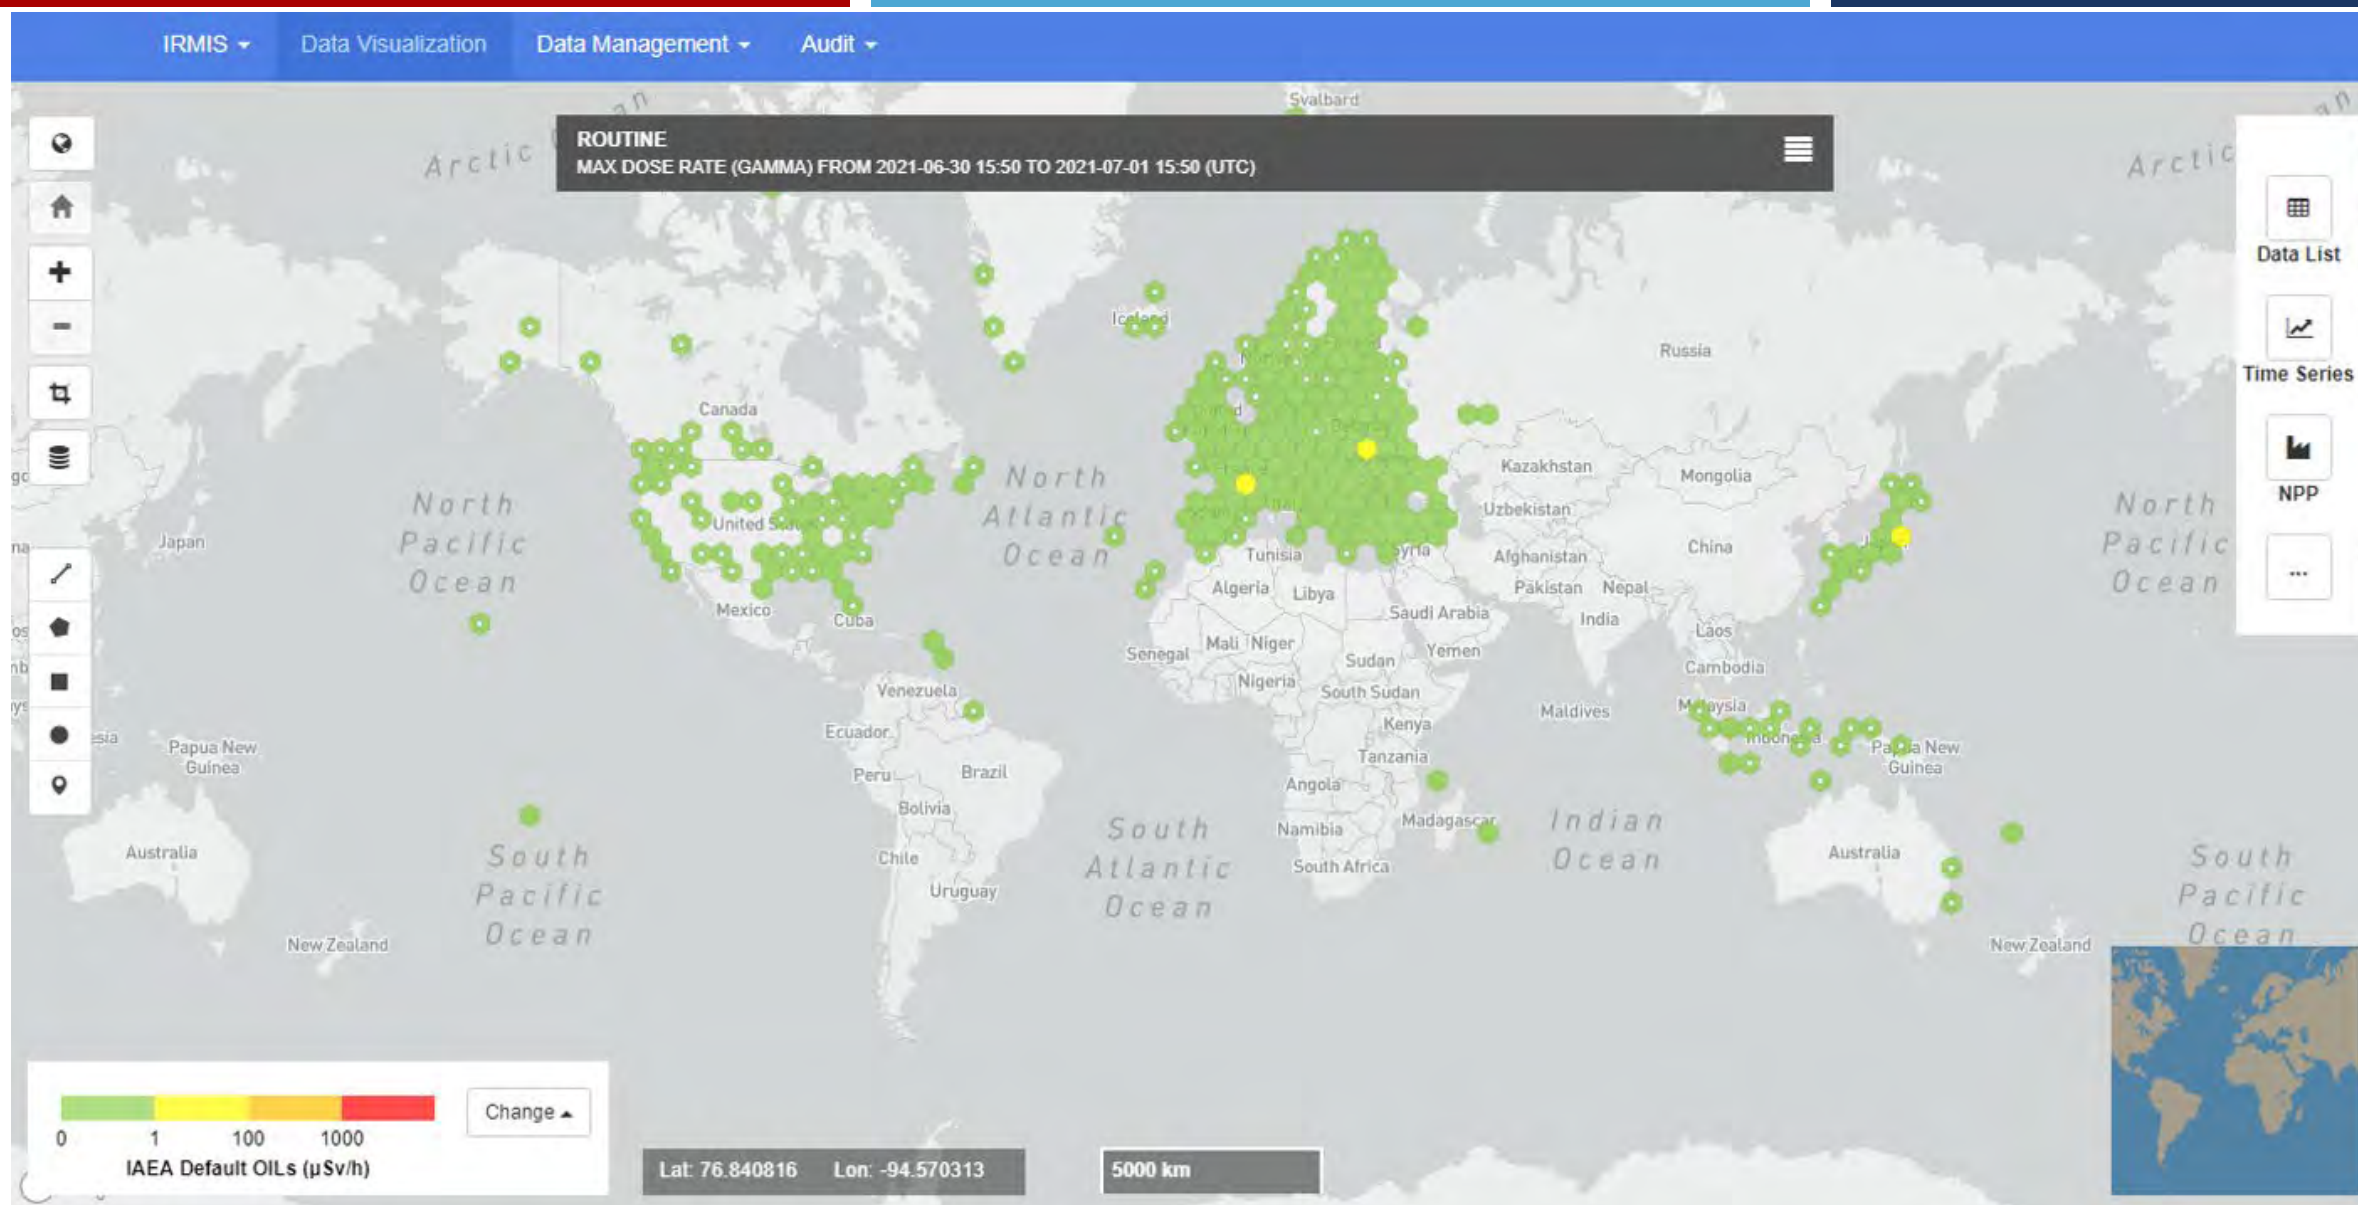 IRMIS
Data Visualization
Data Management
Audit
ROUTINE
MAX DOSE RATE (GAMMA) FROM 2021-06-30 15:50 TO 2021-07-01 15:50 (UTC)
Svalbard
Arctic
Arctic
Data List
Time Series
NPP
...
Iceland
Russia
Canada
Kazakhstan
Mongolia
Uzbekistan
North
Pacific
Ocean
North
Atlantic
Ocean
North
Pacific
Ocean
United
Japan
Tunisia
Syria
Afghanistan
China
Algeria
Libya
Pakistan
Nepal
Mexico
Cuba
Saudi Arabia
India
Laos
Senegal
Mali
Niger
Sudan
Yemen
Cambodia
Venezuela
Nigeria
South Sudan
Maldives
Malaysia
Ecuador
Kenya
Indonesia
Papua New
Guinea
Papua New
Guinea
Tanzania
Peru
Brazil
Angola
Bolivia
Namibia
Madagascar
South
Pacific
Ocean
South
Atlantic
Ocean
Indian
Ocean
South
Pacific
Ocean
Australia
Chile
South Africa
Australia
Uruguay
New Zealand
New Zealand
0 1 100 1000
IAEA Default OILs (µSv/h)
Change
Lat: 76.840816 Lon: -94.570313
5000 km